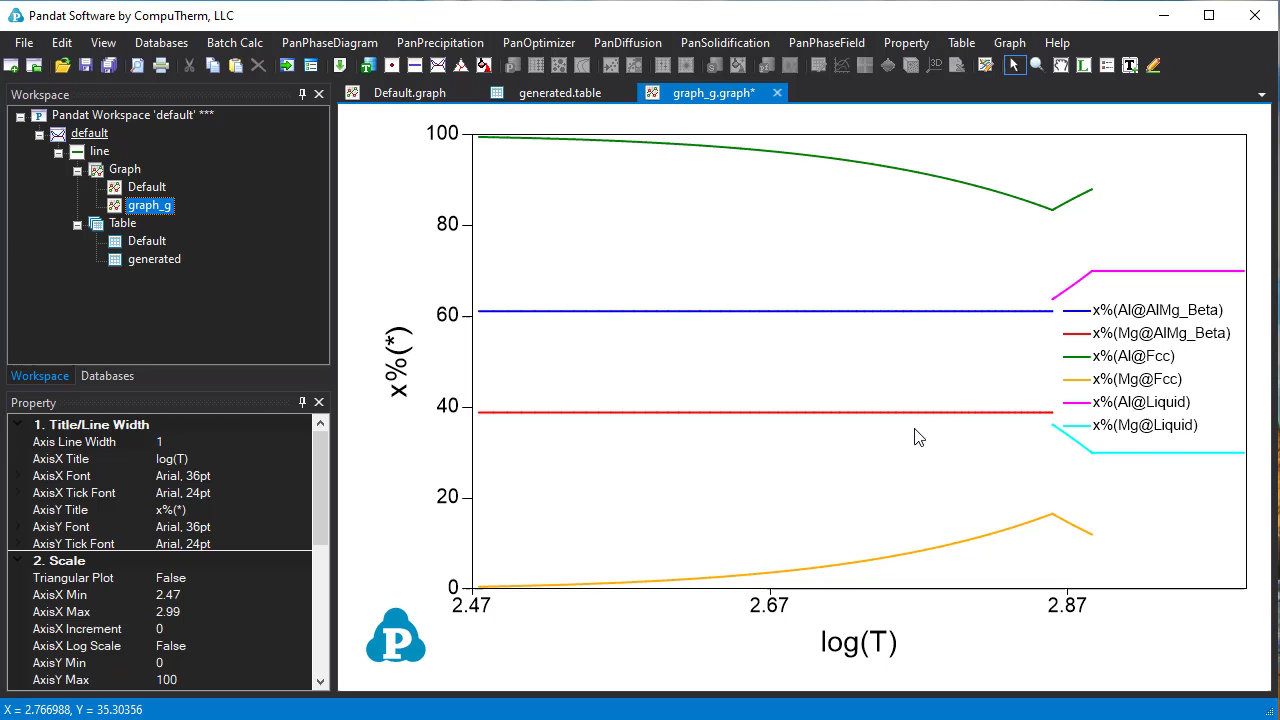 Pandat Software by CompuTherm, LLC
File Edit View Databases Batch Calc PanPhaseDiagram PanPrecipitation PanOptimizer PanDiffusion PanSolidification PanPhaseField Property Table Graph Help
Workspace
Default.graph generated.table graph_g.graph*
Pandat Workspace 'default' ***
default
line
Graph
Default
graph_g
Table
Default
generated
Workspace Databases
Property
1. Title/Line Width
Axis Line Width 1
AxisX Title log(T)
AxisX Font Arial, 36pt
AxisX Tick Font Arial, 24pt
AxisY Title x%(*)
AxisY Font Arial, 36pt
AxisY Tick Font Arial, 24pt
2. Scale
Triangular Plot False
AxisX Min 2.47
AxisX Max 2.99
AxisX Increment 0
AxisX Log Scale False
AxisY Min 0
AxisY Max 100
100
80
60
40
20
0
x%(*)
2.47 2.67 2.87
log(T)
x%(Al@AlMg_Beta)
x%(Mg@AlMg_Beta)
x%(Al@Fcc)
x%(Mg@Fcc)
x%(Al@Liquid)
x%(Mg@Liquid)
P
X = 2.766988, Y = 35.30356